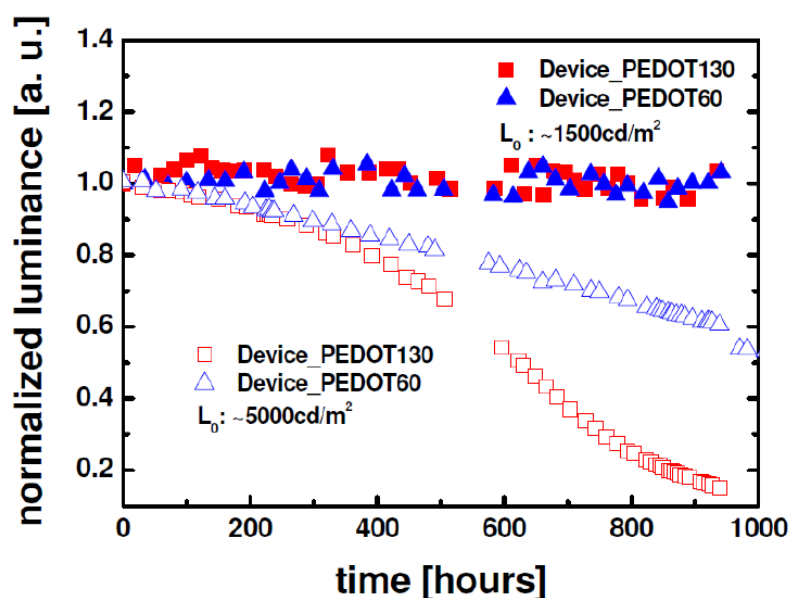 1.4
1.2
1.0
0.8
0.6
0.4
0.2
normalized luminance [a. u.]
Device_PEDOT130
Device_PEDOT60
L₀ : ~1500cd/m²
Device_PEDOT130
Device_PEDOT60
L₀: ~5000cd/m²
0 200 400 600 800 1000
time [hours]